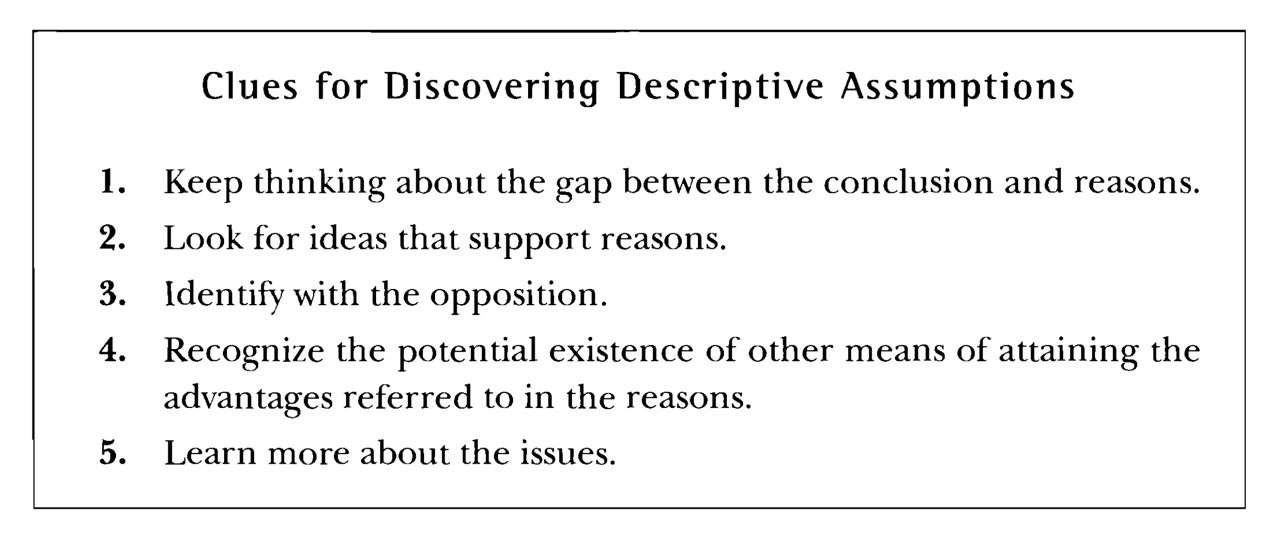 Clues for Discovering Descriptive Assumptions
1. Keep thinking about the gap between the conclusion and reasons.
2. Look for ideas that support reasons.
3. Identify with the opposition.
4. Recognize the potential existence of other means of attaining the
advantages referred to in the reasons.
5. Learn more about the issues.